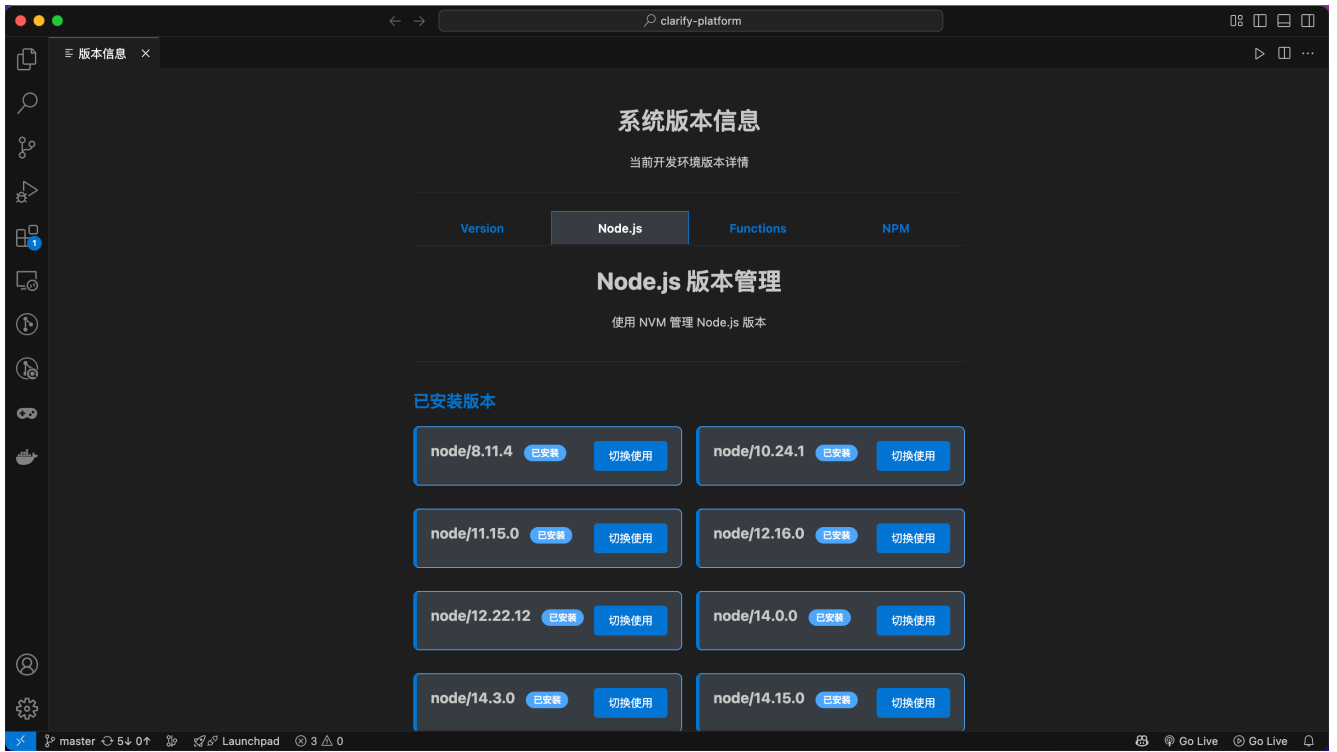 clarify-platform
版本信息
系统版本信息
当前开发环境版本详情
Version Node.js Functions NPM
Node.js 版本管理
使用 NVM 管理 Node.js 版本
已安装版本
node/8.11.4 已安装 切换使用 node/10.24.1 已安装 切换使用
node/11.15.0 已安装 切换使用 node/12.16.0 已安装 切换使用
node/12.22.12 已安装 切换使用 node/14.0.0 已安装 切换使用
node/14.3.0 已安装 切换使用 node/14.15.0 已安装 切换使用
1
master 5↓ 0↑ Launchpad 3 0 Go Live Go Live